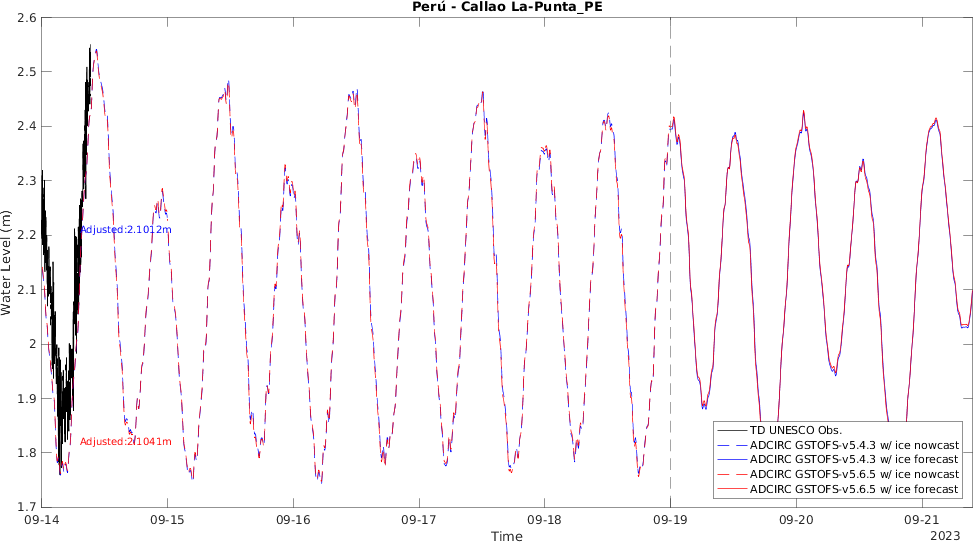 Perú - Callao La-Punta_PE
2.6
2.5
2.4
2.3
2.2
2.1
2
1.9
1.8
1.7
Water Level (m)
Adjusted:2.1012m
Adjusted:2.1041m
TD UNESCO Obs.
ADCIRC GSTOFS-v5.4.3 w/ ice nowcast
ADCIRC GSTOFS-v5.4.3 w/ ice forecast
ADCIRC GSTOFS-v5.6.5 w/ ice nowcast
ADCIRC GSTOFS-v5.6.5 w/ ice forecast
09-14 09-15 09-16 09-17 09-18 09-19 09-20 09-21
Time
2023